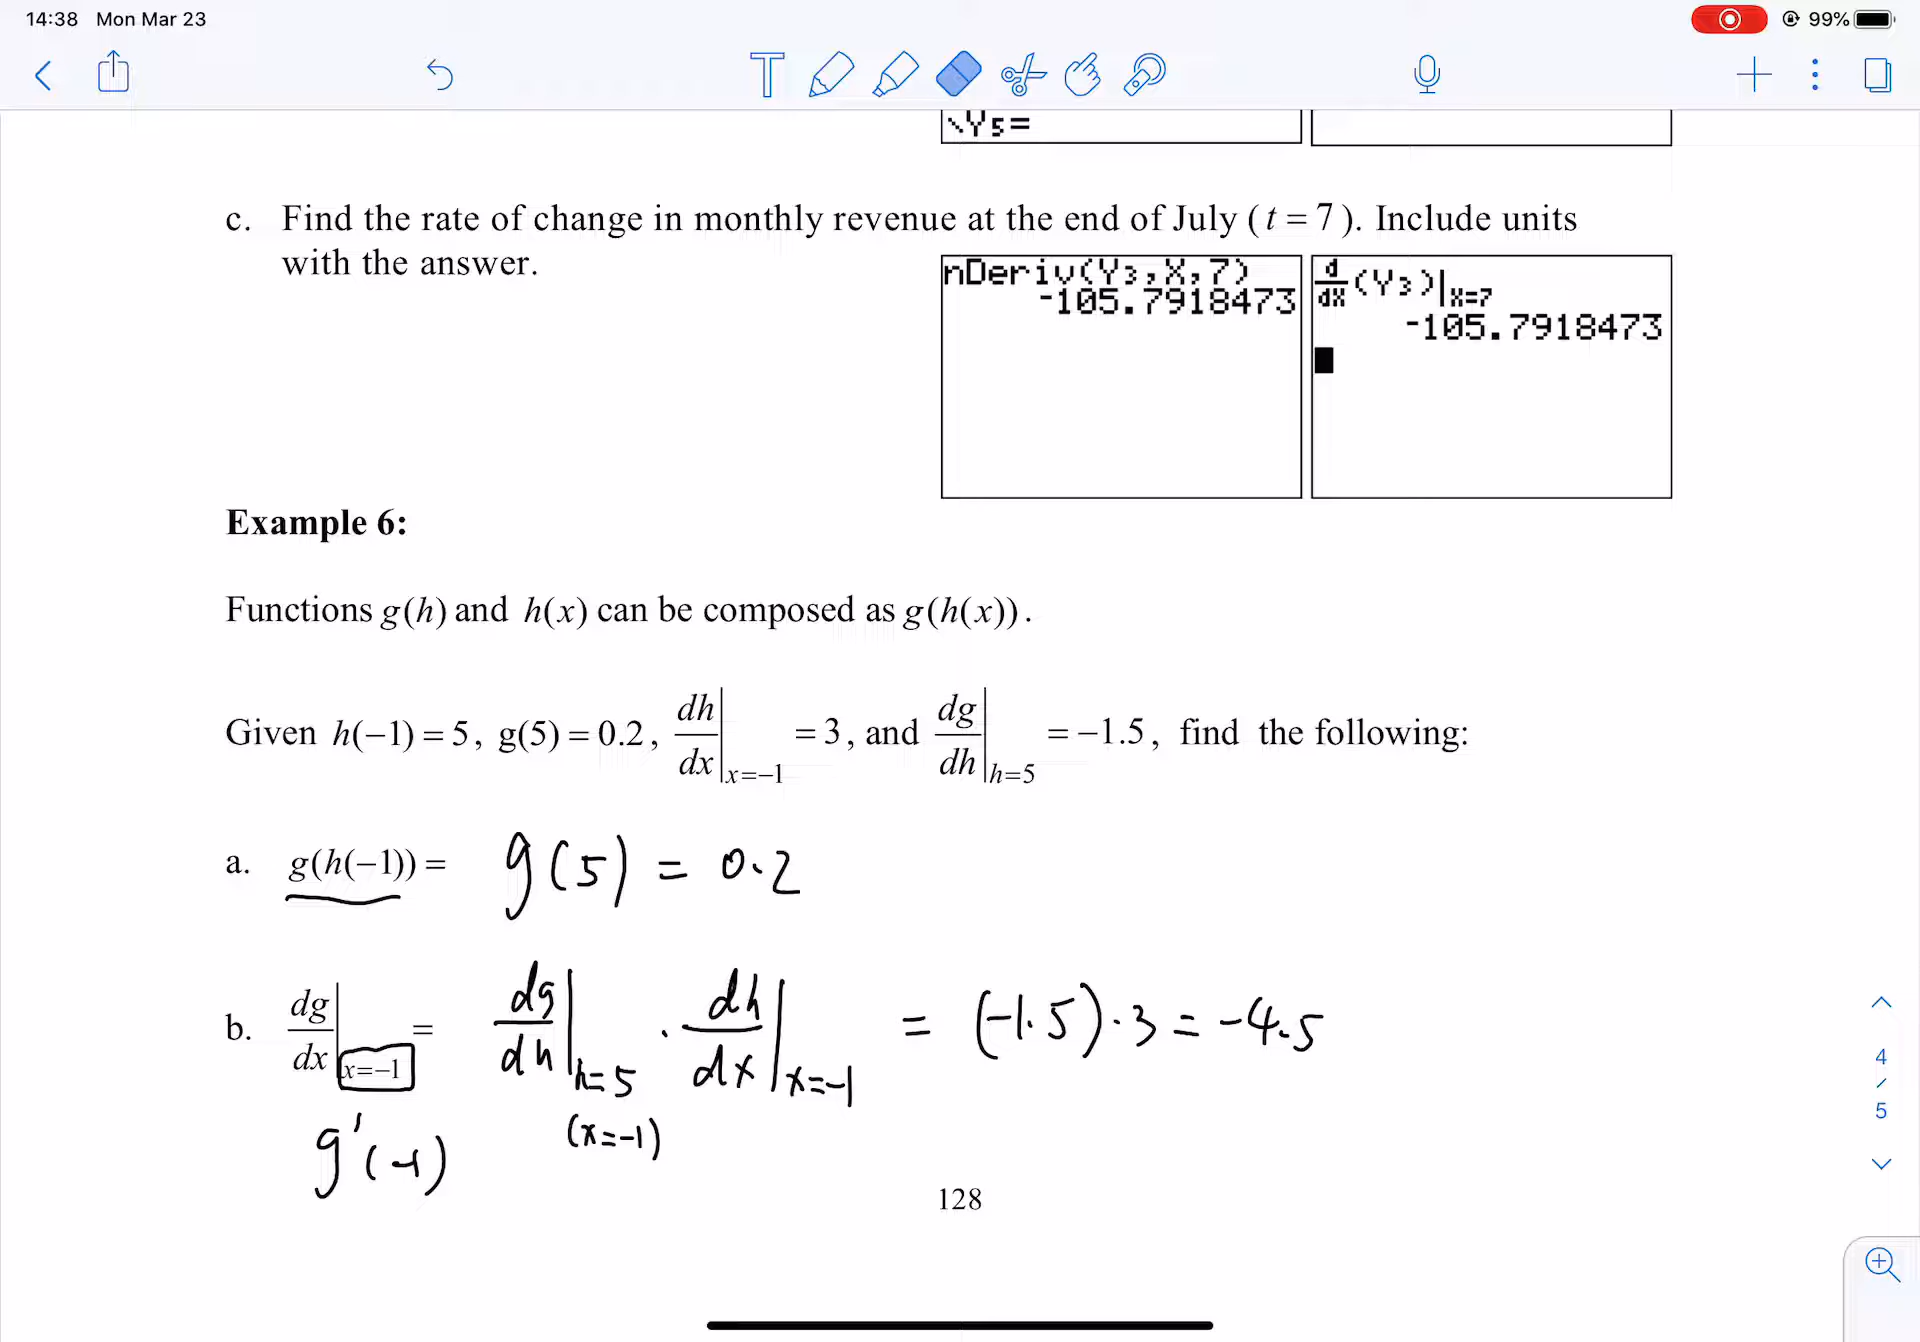 14:38 Mon Mar 23
99%
\Y5=
c. Find the rate of change in monthly revenue at the end of July (t = 7). Include units
with the answer.
nDeriv(Y3,X,7)
-105.7918473
d/dx(Y3)|X=7
-105.7918473
Example 6:
Functions g(h) and h(x) can be composed as g(h(x)).
Given h(−1) = 5, g(5) = 0.2, dh/dx|x=−1 = 3, and dg/dh|h=5 = −1.5, find the following:
a. g(h(−1)) = g(5) = 0.2
b. dg/dx|x=−1 = dg/dh|h=5 · dh/dx|x=-1 = (-1.5)·3 = -4.5
(x=-1)
g'(-1)
128
4
/
5